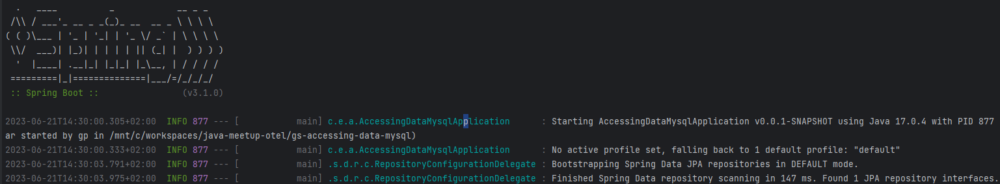 .   ____          _            __ _ _
 /\\ / ___'_ __ _ _(_)_ __  __ _ \ \ \ \
( ( )\___ | '_ | '_| | '_ \/ _` | \ \ \ \
 \\/  ___)| |_)| | | | | || (_| |  ) ) ) )
  '  |____| .__|_| |_|_| |_\__, | / / / /
 =========|_|==============|___/=/_/_/_/
 :: Spring Boot ::                (v3.1.0)
2023-06-21T14:30:00.305+02:00  INFO 877 --- [           main] c.e.a.AccessingDataMysqlApplication      : Starting AccessingDataMysqlApplication v0.0.1-SNAPSHOT using Java 17.0.4 with PID 877
ar started by gp in /mnt/c/workspaces/java-meetup-otel/gs-accessing-data-mysql)
2023-06-21T14:30:00.333+02:00  INFO 877 --- [           main] c.e.a.AccessingDataMysqlApplication      : No active profile set, falling back to 1 default profile: "default"
2023-06-21T14:30:03.791+02:00  INFO 877 --- [           main] .s.d.r.c.RepositoryConfigurationDelegate : Bootstrapping Spring Data JPA repositories in DEFAULT mode.
2023-06-21T14:30:03.975+02:00  INFO 877 --- [           main] .s.d.r.c.RepositoryConfigurationDelegate : Finished Spring Data repository scanning in 147 ms. Found 1 JPA repository interfaces.